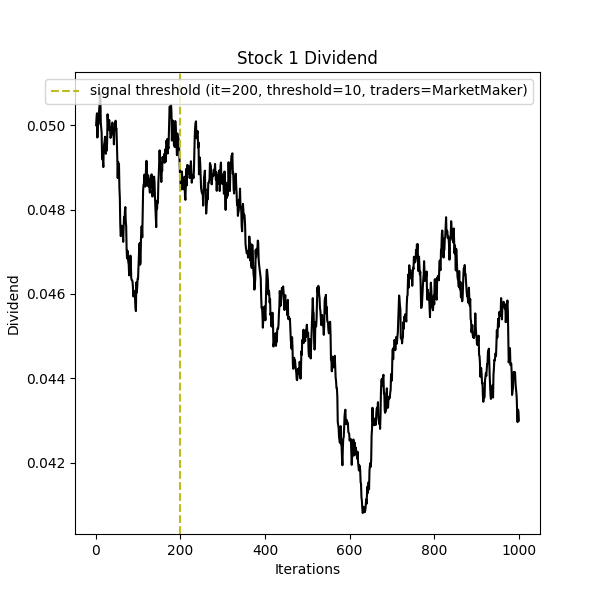 Stock 1 Dividend
signal threshold (it=200, threshold=10, traders=MarketMaker)
0.050
0.048
0.046
0.044
0.042
Dividend
0 200 400 600 800 1000
Iterations